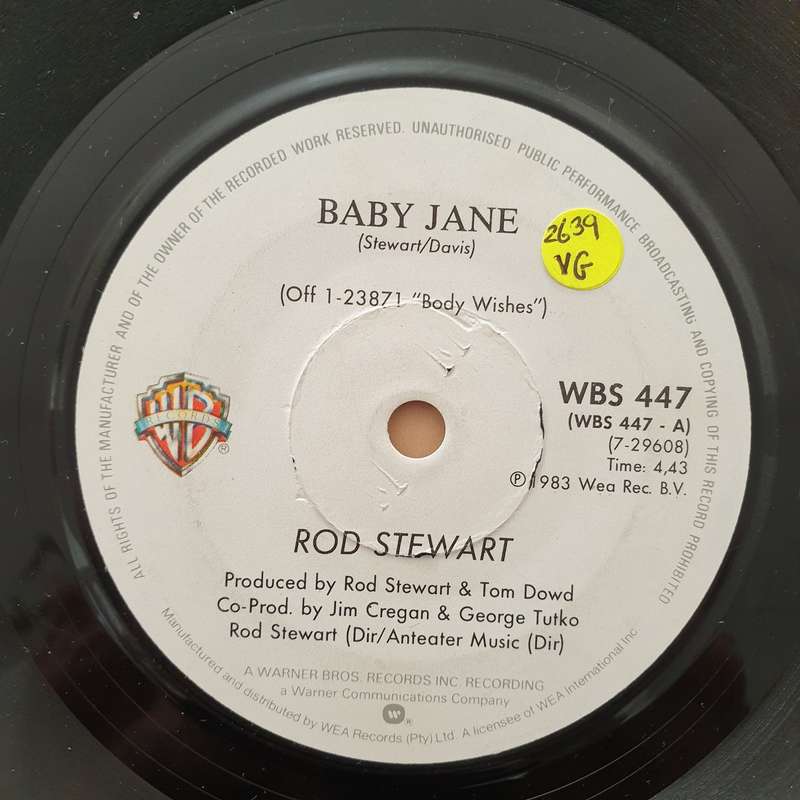 ALL RIGHTS OF THE MANUFACTURER AND OF THE OWNER OF THE RECORDED WORK RESERVED. UNAUTHORISED PUBLIC PERFORMANCE BROADCASTING AND COPYING OF THIS RECORD PROHIBITED
BABY JANE
(Stewart/Davis)
2639
VG
(Off 1-23871 "Body Wishes")
WB
RECORDS
®
WBS 447
(WBS 447 - A)
(7-29608)
Time: 4,43
℗ 1983 Wea Rec. B.V.
ROD STEWART
Produced by Rod Stewart & Tom Dowd
Co-Prod. by Jim Cregan & George Tutko
Rod Stewart (Dir/Anteater Music (Dir)
A WARNER BROS. RECORDS INC. RECORDING
a Warner Communications Company
®
Manufactured and distributed by WEA Records (Pty) Ltd. A licensee of WEA International Inc